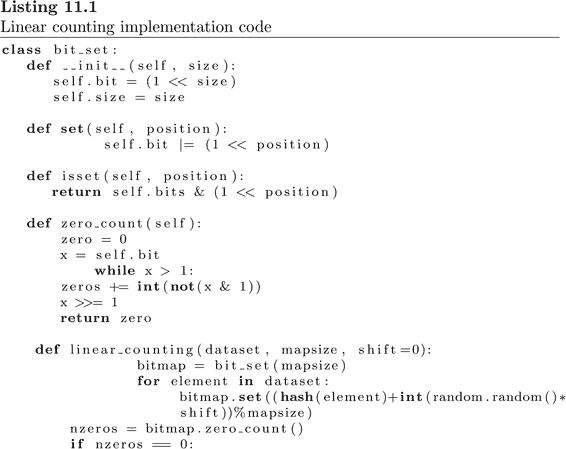 Listing 11.1
Linear counting implementation code
class bit_set:
def __init__(self, size):
self.bit = (1 << size)
self.size = size
def set(self, position):
self.bit |= (1 << position)
def isset(self, position):
return self.bits & (1 << position)
def zero_count(self):
zero = 0
x = self.bit
while x > 1:
zeros += int(not(x & 1))
x >>= 1
return zero
def linear_counting(dataset, mapsize, shift=0):
bitmap = bit_set(mapsize)
for element in dataset:
bitmap.set((hash(element)+int(random.random()*
shift))%mapsize)
nzeros = bitmap.zero_count()
if nzeros == 0: